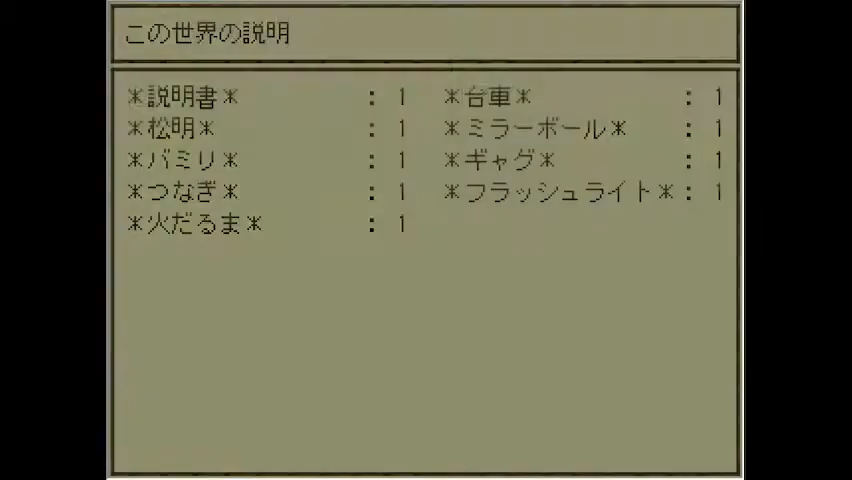 この世界の説明
*説明書* : 1 *台車* : 1
*松明* : 1 *ミラーボール* : 1
*バミリ* : 1 *ギャグ* : 1
*つなぎ* : 1 *フラッシュライト* : 1
*火だるま* : 1